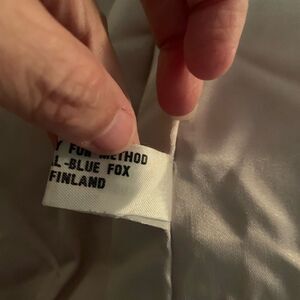 Y FUR METHOD
L-BLUE FOX
FINLAND